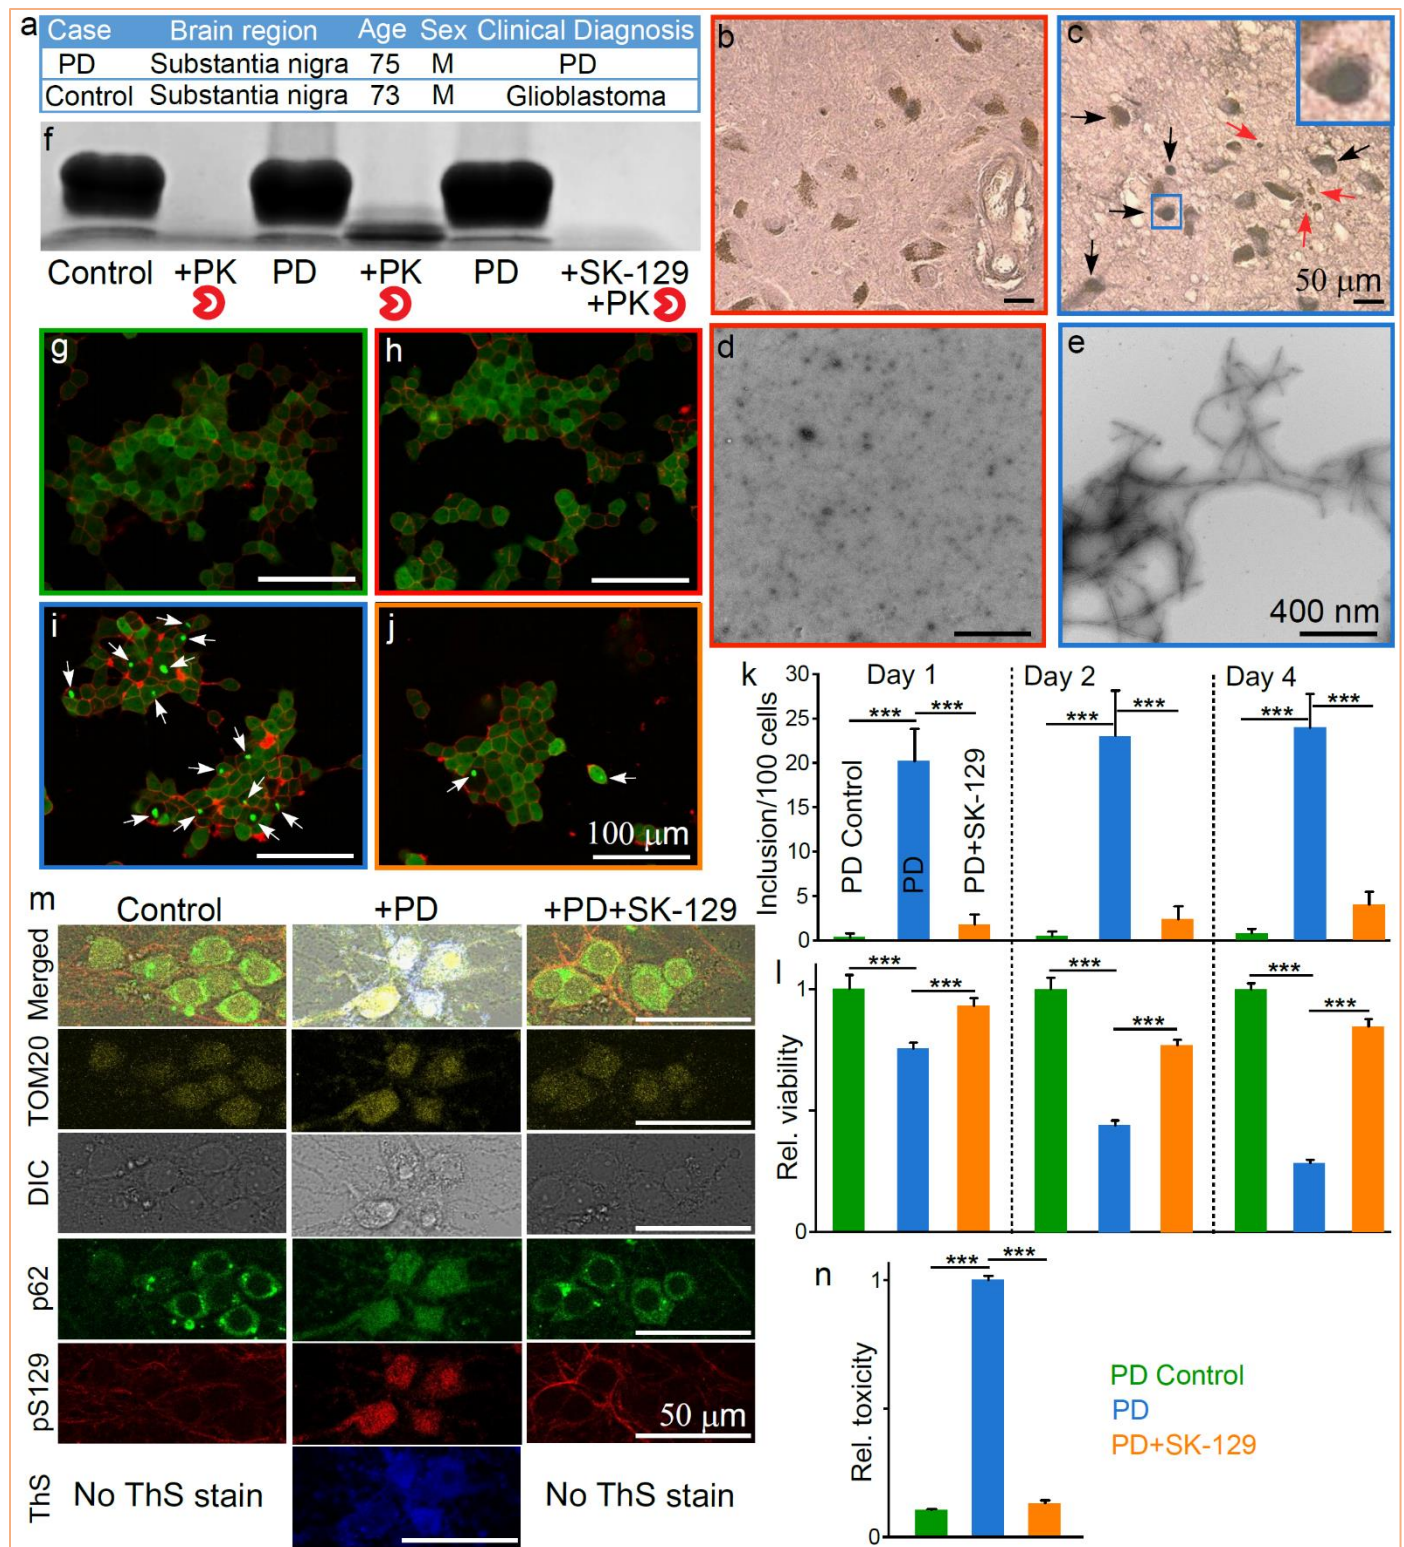 a
Case Brain region Age Sex Clinical Diagnosis
PD Substantia nigra 75 M PD
Control Substantia nigra 73 M Glioblastoma
b
c
50 µm
f
Control +PK PD +PK PD +SK-129
+PK
d
e
400 nm
g
h
i
j
100 µm
k
Inclusion/100 cells
30
25
20
15
10
5
0
Day 1 Day 2 Day 4
*** *** *** *** *** ***
PD Control
PD
PD+SK-129
l
Rel. viability
1
0
*** *** *** *** *** ***
m
Control +PD +PD+SK-129
Merged
TOM20
DIC
p62
pS129
50 µm
ThS
No ThS stain No ThS stain
n
Rel. toxicity
1
0
*** ***
PD Control
PD
PD+SK-129